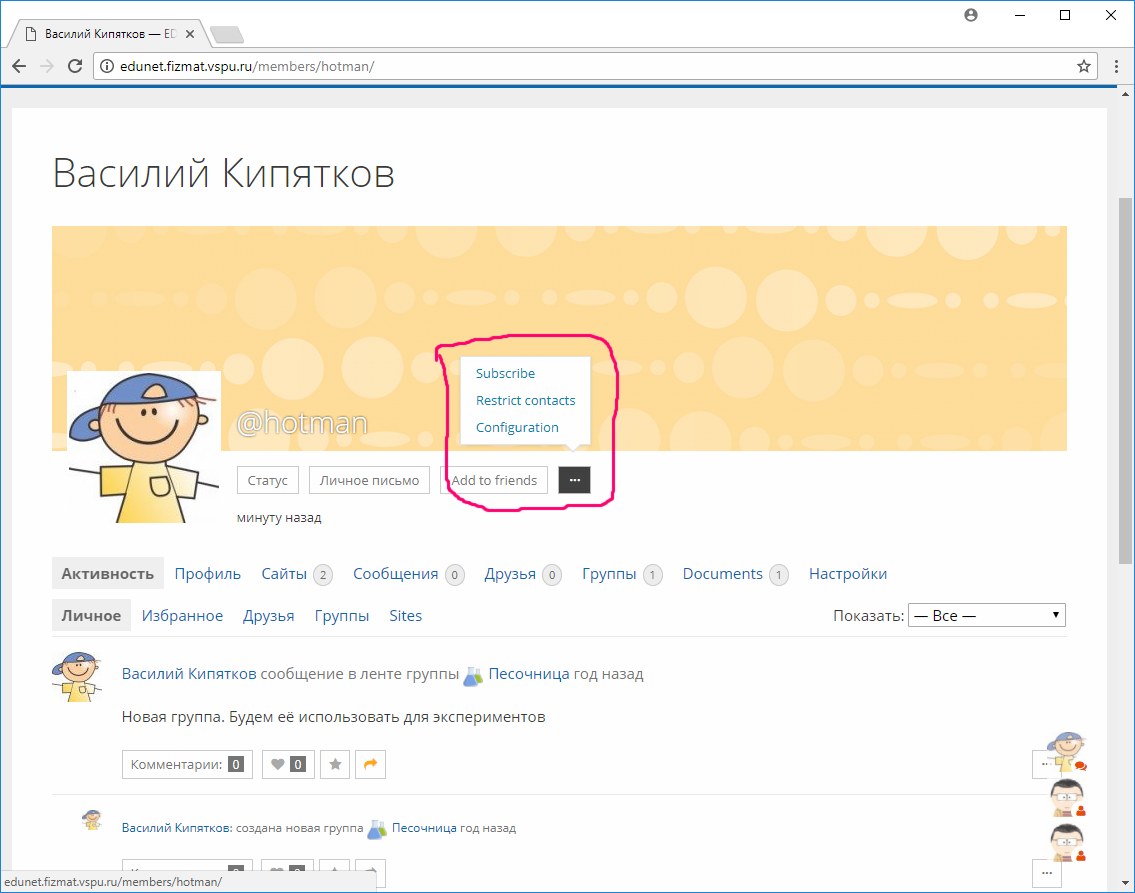 Василий Кипятков — ED
edunet.fizmat.vspu.ru/members/hotman/
Василий Кипятков
Subscribe
Restrict contacts
Configuration
@hotman
Статус Личное письмо Add to friends ...
минуту назад
Активность Профиль Сайты 2 Сообщения 0 Друзья 0 Группы 1 Documents 1 Настройки
Личное Избранное Друзья Группы Sites Показать: — Все —
Василий Кипятков сообщение в ленте группы Песочница год назад
Новая группа. Будем её использовать для экспериментов
Комментарии: 0 0 ...
Василий Кипятков: создана новая группа Песочница год назад
...
edunet.fizmat.vspu.ru/members/hotman/